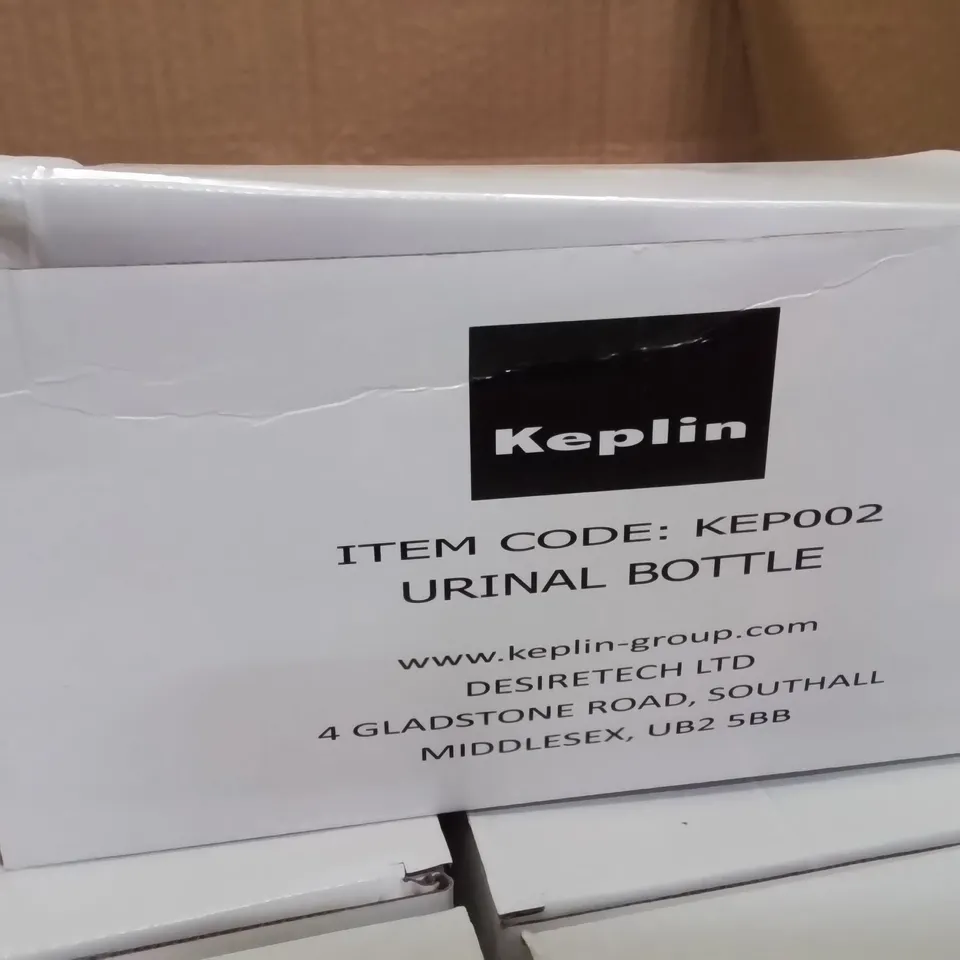 Keplin
ITEM CODE: KEP002
URINAL BOTTLE
www.keplin-group.com
DESIRETECH LTD
4 GLADSTONE ROAD, SOUTHALL
MIDDLESEX, UB2 5BB